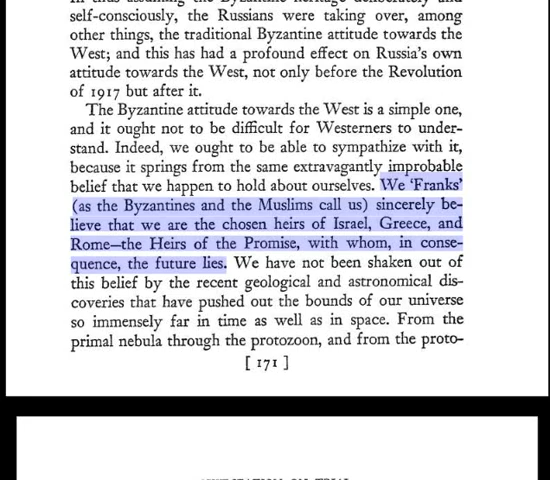 self-consciously, the Russians were taking over, among
other things, the traditional Byzantine attitude towards the
West; and this has had a profound effect on Russia's own
attitude towards the West, not only before the Revolution
of 1917 but after it.
The Byzantine attitude towards the West is a simple one,
and it ought not to be difficult for Westerners to under-
stand. Indeed, we ought to be able to sympathize with it,
because it springs from the same extravagantly improbable
belief that we happen to hold about ourselves. We ‘Franks’
(as the Byzantines and the Muslims call us) sincerely be-
lieve that we are the chosen heirs of Israel, Greece, and
Rome—the Heirs of the Promise, with whom, in conse-
quence, the future lies. We have not been shaken out of
this belief by the recent geological and astronomical dis-
coveries that have pushed out the bounds of our universe
so immensely far in time as well as in space. From the
primal nebula through the protozoon, and from the proto-
[ 171 ]